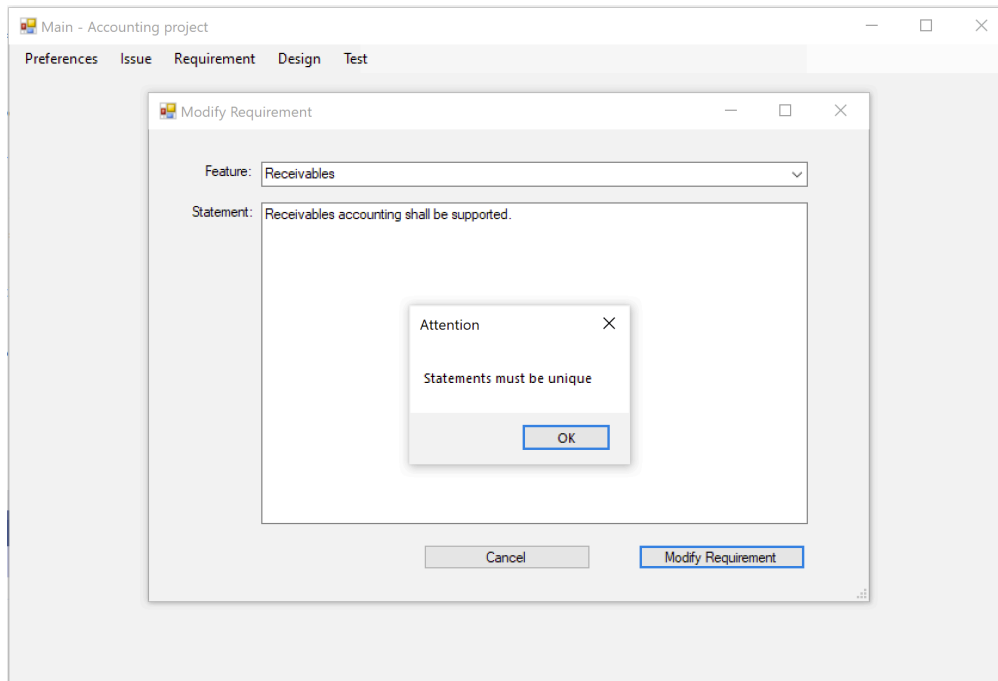 Main - Accounting project
Preferences Issue Requirement Design Test
Modify Requirement
Feature: Receivables
Statement: Receivables accounting shall be supported.
Attention
Statements must be unique
OK
Cancel Modify Requirement